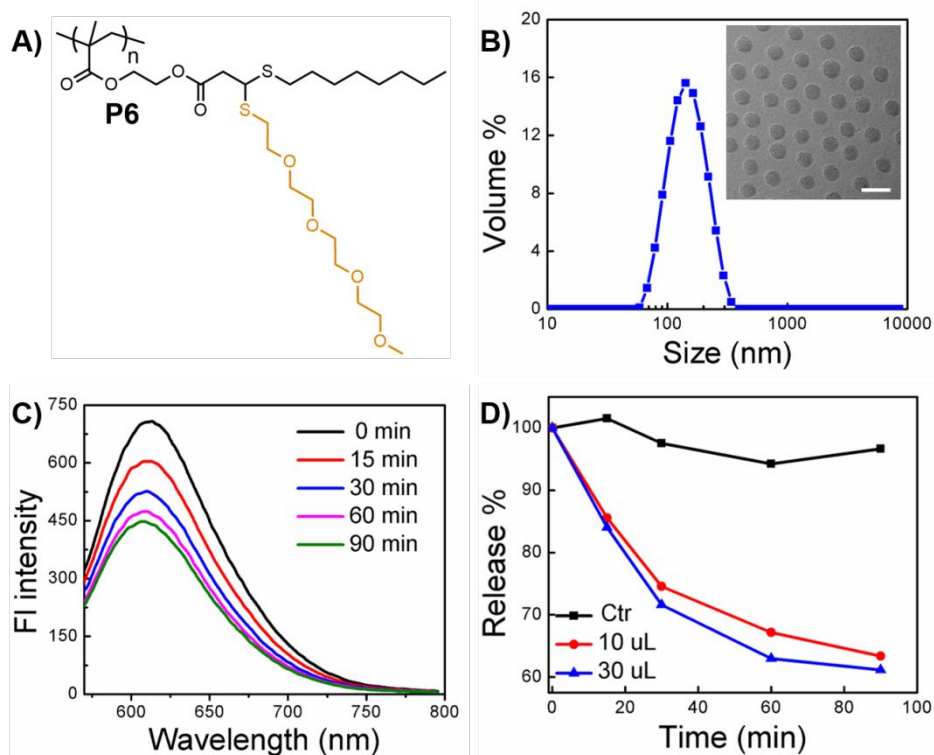 A)
n
O
O
O
O
S
S
P6
O
O
O
O
B)
20
16
12
8
4
0
Volume %
10 100 1000 10000
Size (nm)
C)
750
600
450
300
150
0
Fl intensity
0 min
15 min
30 min
60 min
90 min
600 650 700 750 800
Wavelength (nm)
D)
100
90
80
70
60
Release %
Ctr
10 uL
30 uL
0 20 40 60 80 100
Time (min)